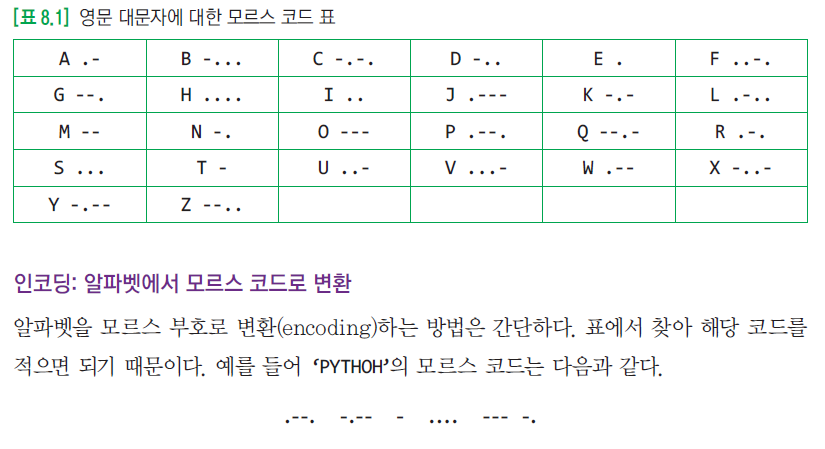 [표 8.1] 영문 대문자에 대한 모르스 코드 표
A .- B -... C -.-. D -.. E . F ..-.
G --. H .... I .. J .--- K -.- L .-..
M -- N -. O --- P .--. Q --.- R .-.
S ... T - U ..- V ...- W .-- X -..-
Y -.-- Z --..
인코딩: 알파벳에서 모르스 코드로 변환
알파벳을 모르스 부호로 변환(encoding)하는 방법은 간단하다. 표에서 찾아 해당 코드를
적으면 되기 때문이다. 예를 들어 ‘PYTHOH’의 모르스 코드는 다음과 같다.
.--. -.-- - .... --- -.